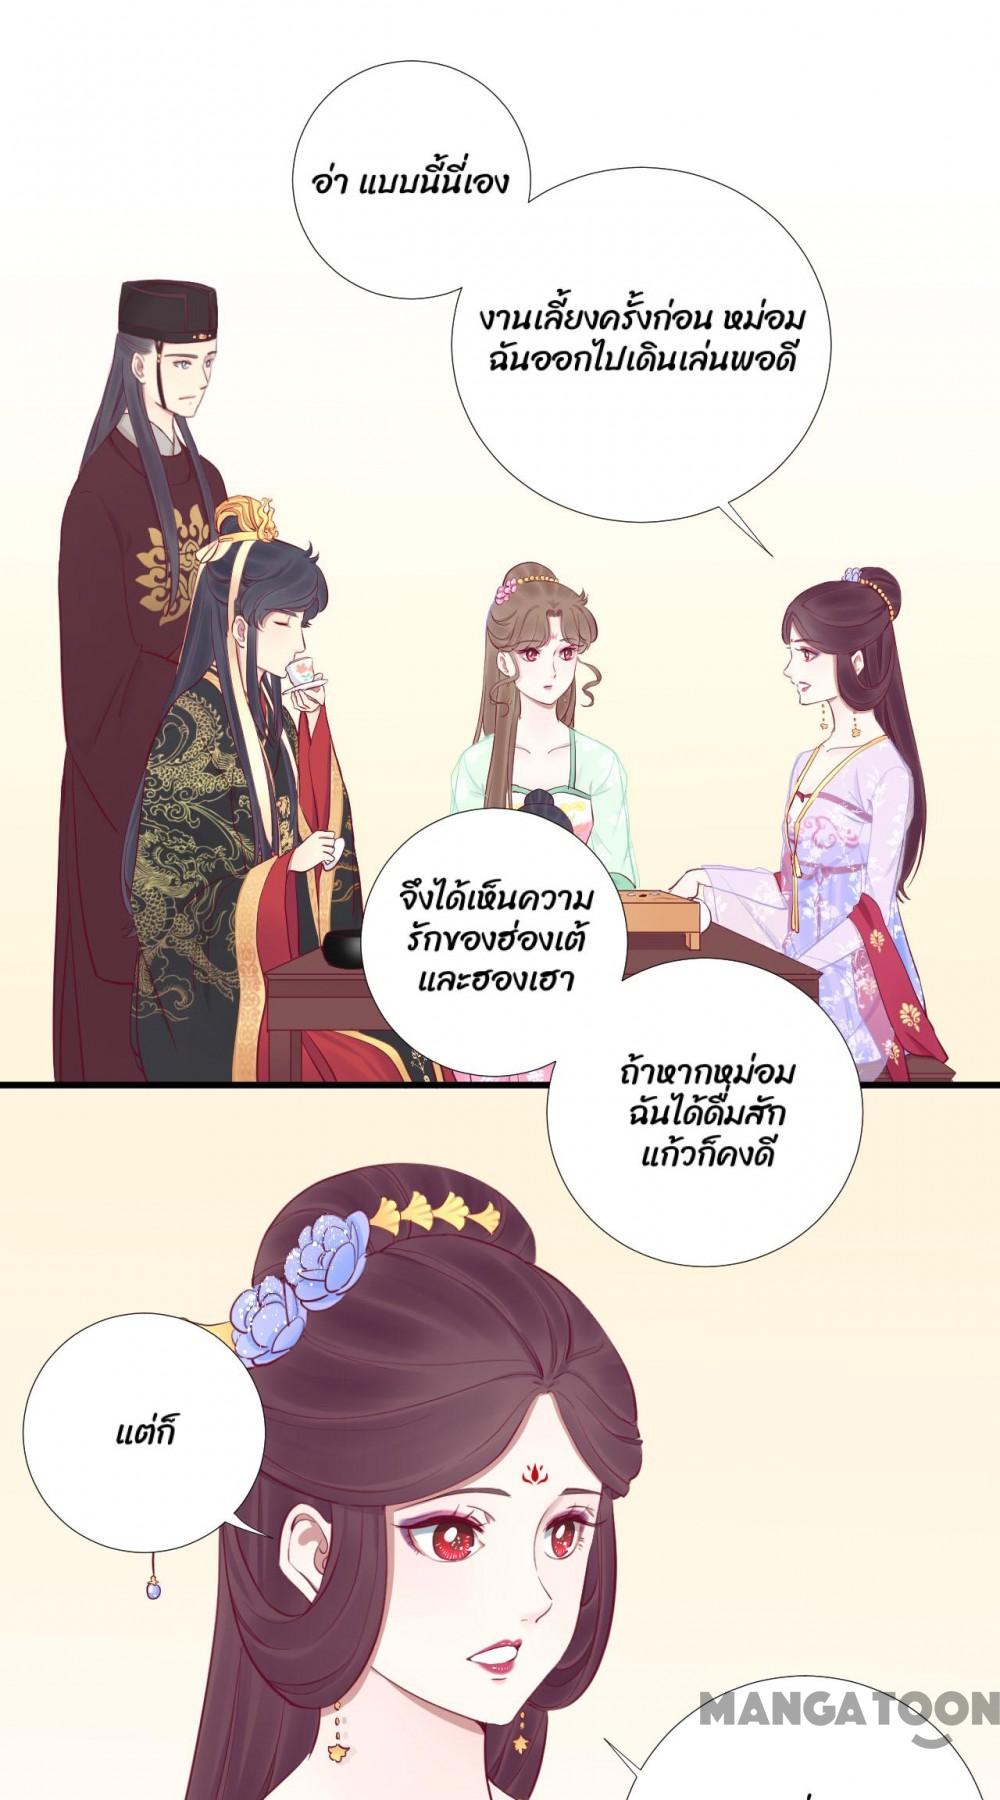 อ่า แบบนี้นี่เอง
งานเลี้ยงครั้งก่อน หม่อม
ฉันออกไปเดินเล่นพอดี
จึงได้เห็นความ
รักของฮ่องเต้
และฮองเฮา
ถ้าหากหม่อม
ฉันได้ดื่มสัก
แก้วก็คงดี
แต่ก็
MANGATOON